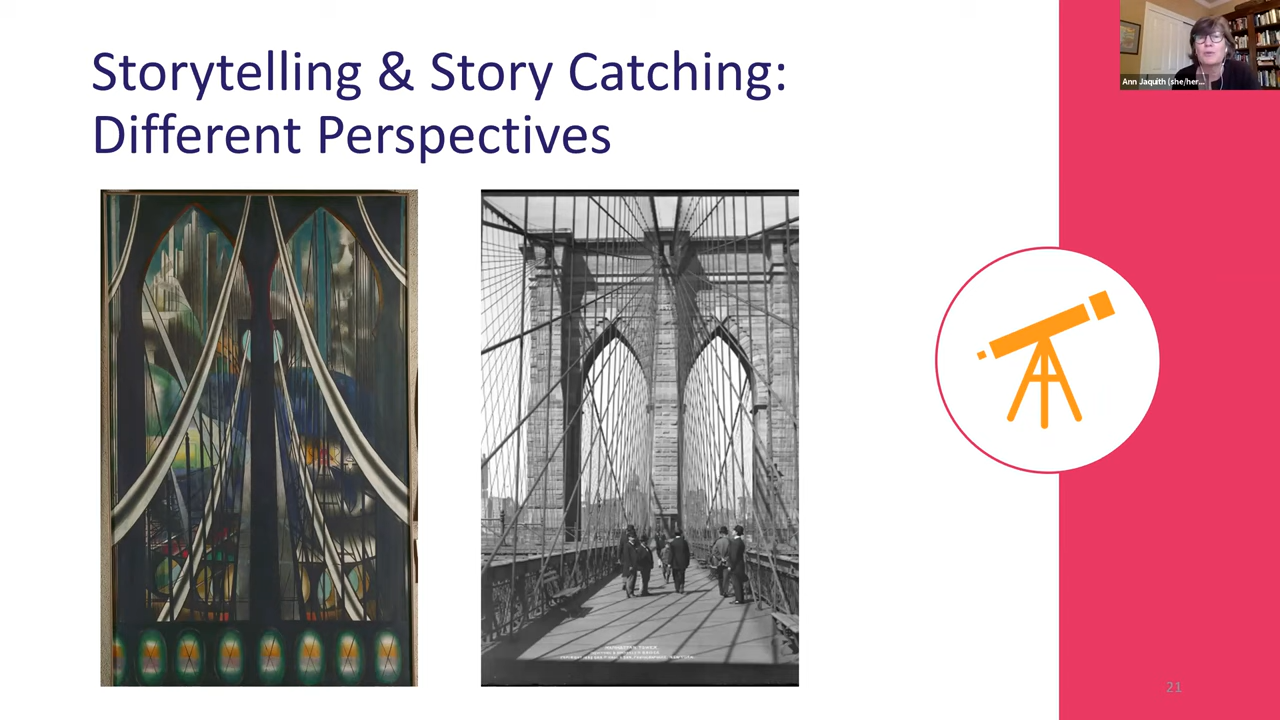 Storytelling & Story Catching:
Different Perspectives
Ann Jaquith (she/her...
21